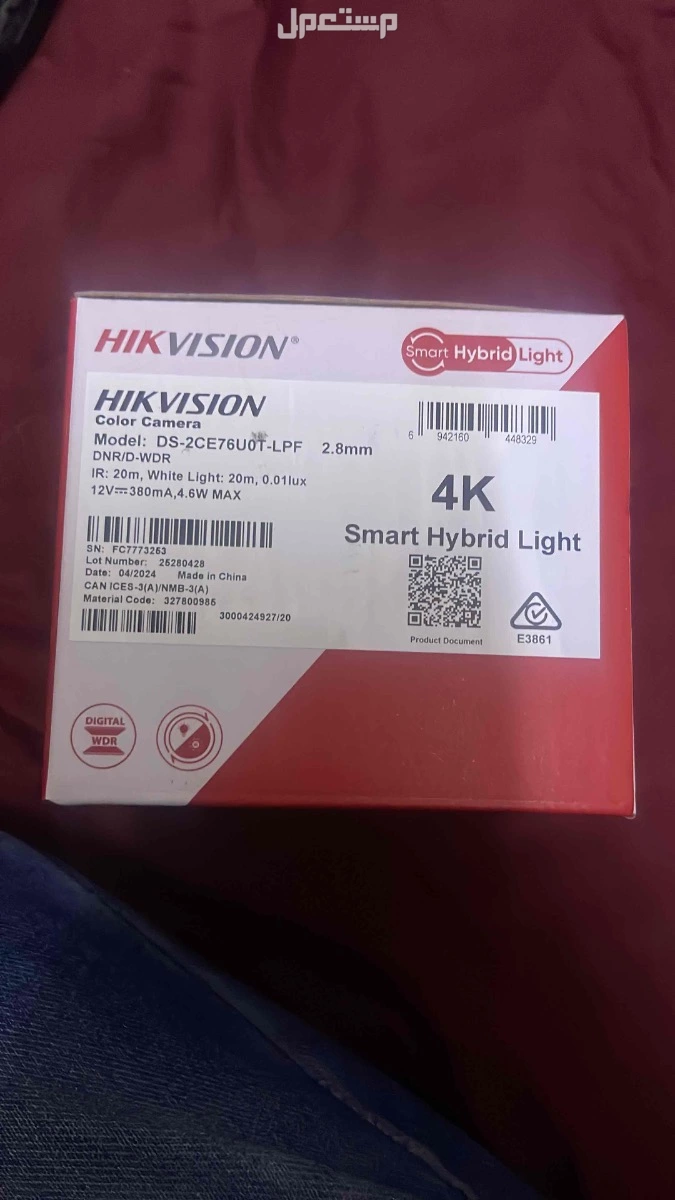 مستعمل
HIKVISION®
Smart Hybrid Light
HIKVISION
Color Camera
Model: DS-2CE76U0T-LPF 2.8mm
DNR/D-WDR
IR: 20m, White Light: 20m, 0.01lux
12V⎓380mA,4.6W MAX
6 942160 448329
4K
Smart Hybrid Light
SN: FC7773253
Lot Number: 25280428
Date: 04/2024 Made in China
CAN ICES-3(A)/NMB-3(A)
Material Code: 327800985
3000424927/20
Product Document
E3861
DIGITAL
WDR